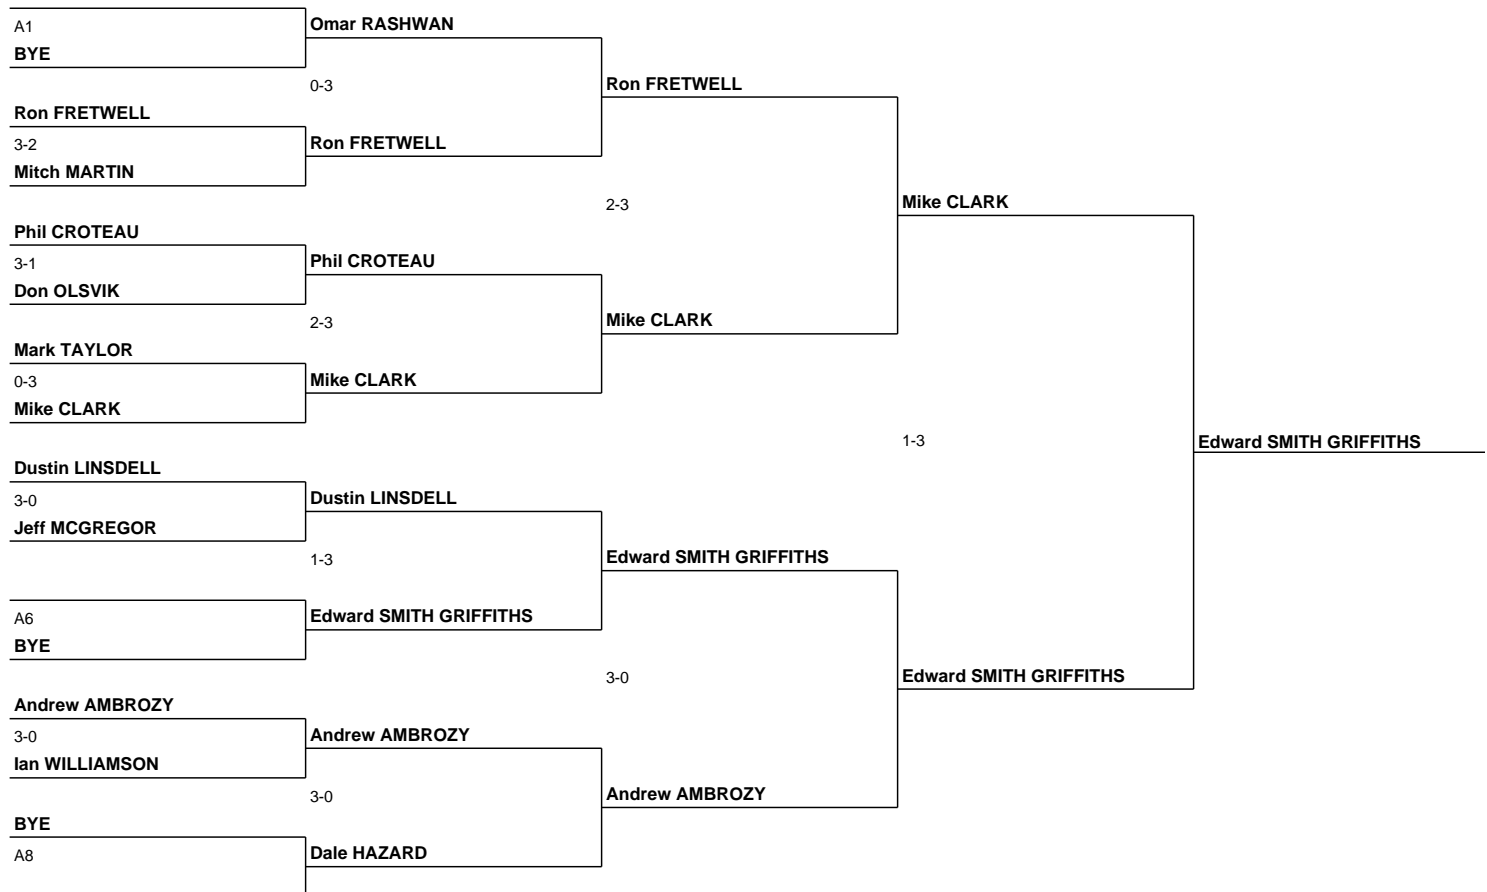 A1
BYE
Omar RASHWAN
0-3
Ron FRETWELL
Ron FRETWELL
3-2
Mitch MARTIN
Ron FRETWELL
2-3
Mike CLARK
Phil CROTEAU
3-1
Don OLSVIK
Phil CROTEAU
2-3
Mike CLARK
Mark TAYLOR
0-3
Mike CLARK
Mike CLARK
1-3
Edward SMITH GRIFFITHS
Dustin LINSDELL
3-0
Jeff MCGREGOR
Dustin LINSDELL
1-3
Edward SMITH GRIFFITHS
A6
BYE
Edward SMITH GRIFFITHS
3-0
Edward SMITH GRIFFITHS
Andrew AMBROZY
3-0
Ian WILLIAMSON
Andrew AMBROZY
3-0
Andrew AMBROZY
BYE
A8
Dale HAZARD